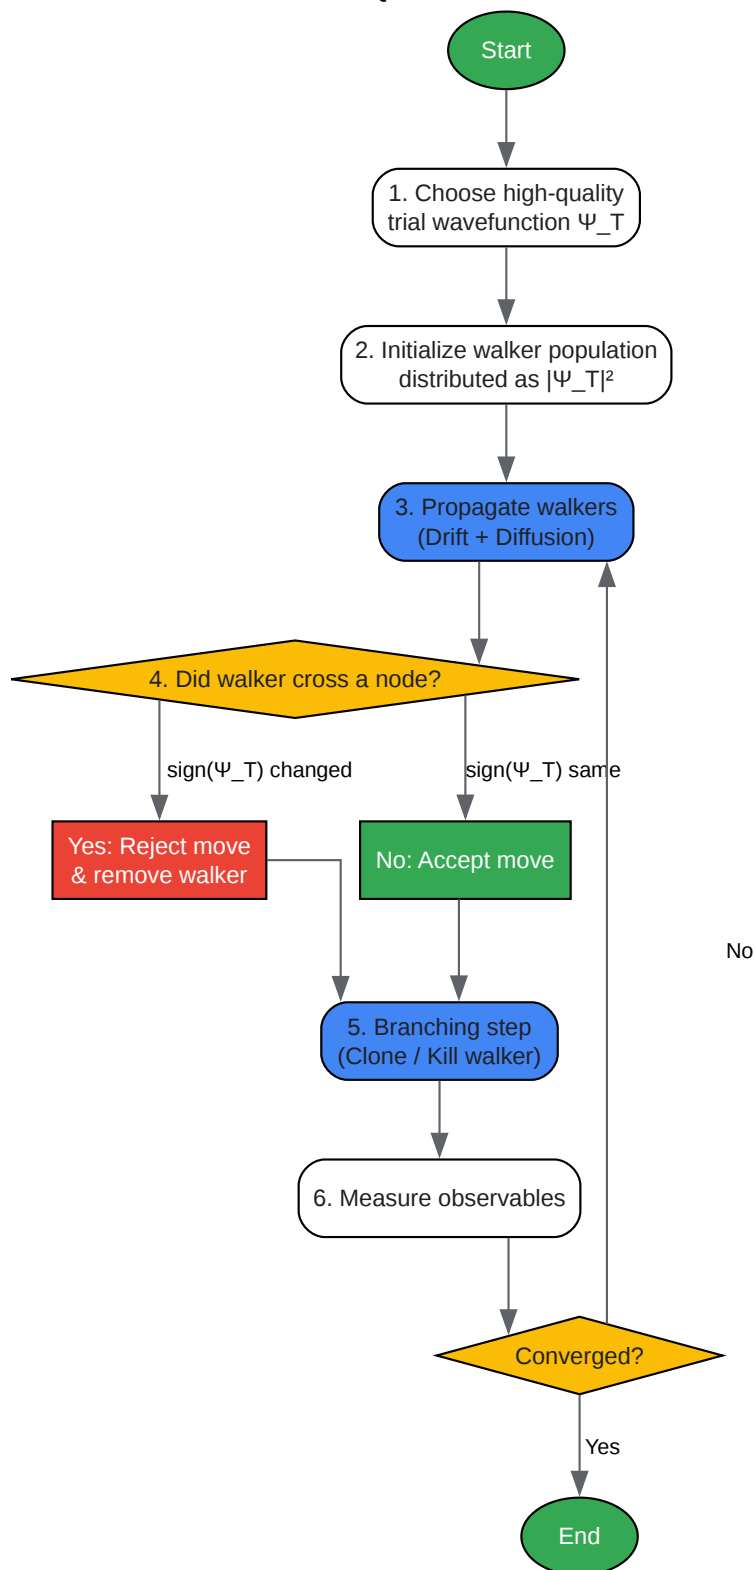 Start
1. Choose high-quality
trial wavefunction Ψ_T
2. Initialize walker population
distributed as |Ψ_T|²
3. Propagate walkers
(Drift + Diffusion)
4. Did walker cross a node?
sign(Ψ_T) changed
sign(Ψ_T) same
Yes: Reject move
& remove walker
No: Accept move
No
5. Branching step
(Clone / Kill walker)
6. Measure observables
Converged?
Yes
End